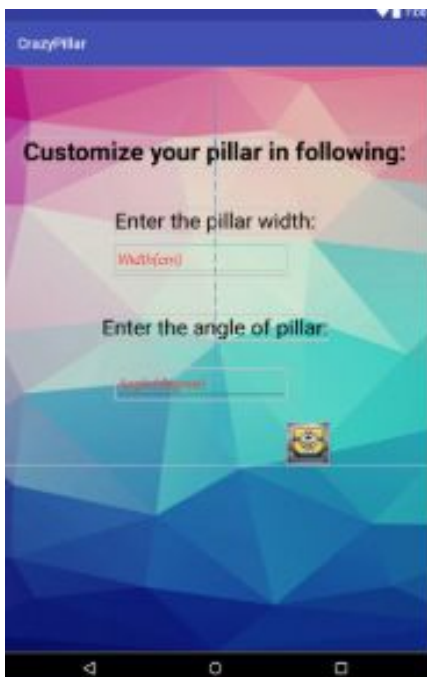 CrazyPillar
Customize your pillar in following:
Enter the pillar width:
Width(cm)
Enter the angle of pillar: